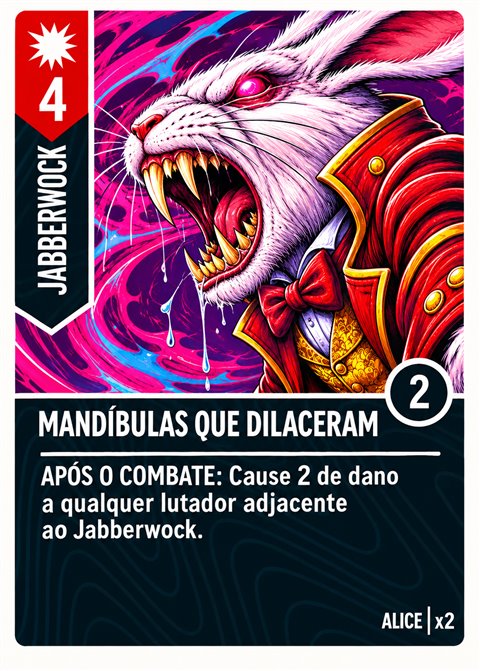 4
JABBERWOCK
2
MANDÍBULAS QUE DILACERAM
APÓS O COMBATE: Cause 2 de dano
a qualquer lutador adjacente
ao Jabberwock.
ALICE | x2